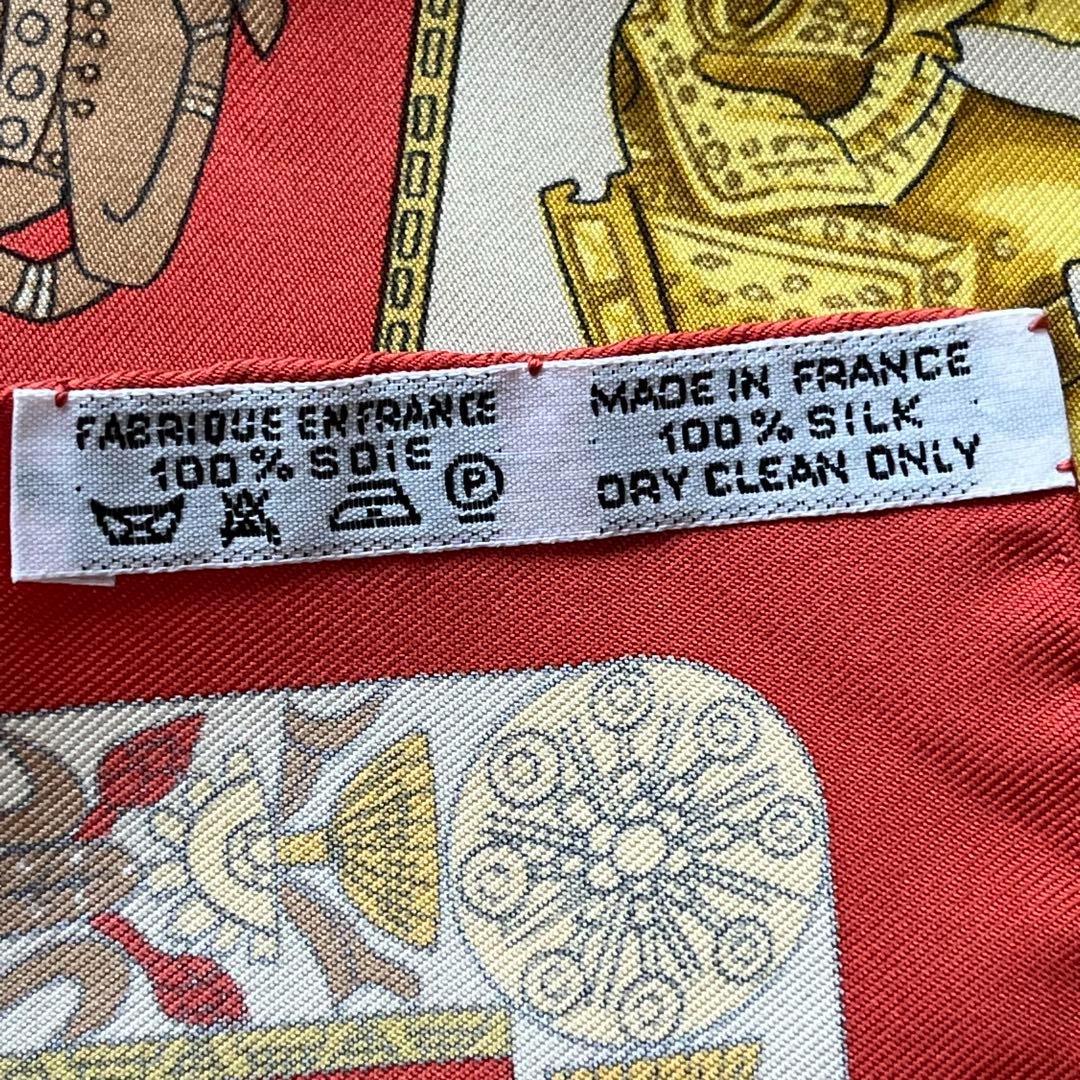 FABRIQUE EN FRANCE
100% SOIE
P
MADE IN FRANCE
100% SILK
DRY CLEAN ONLY